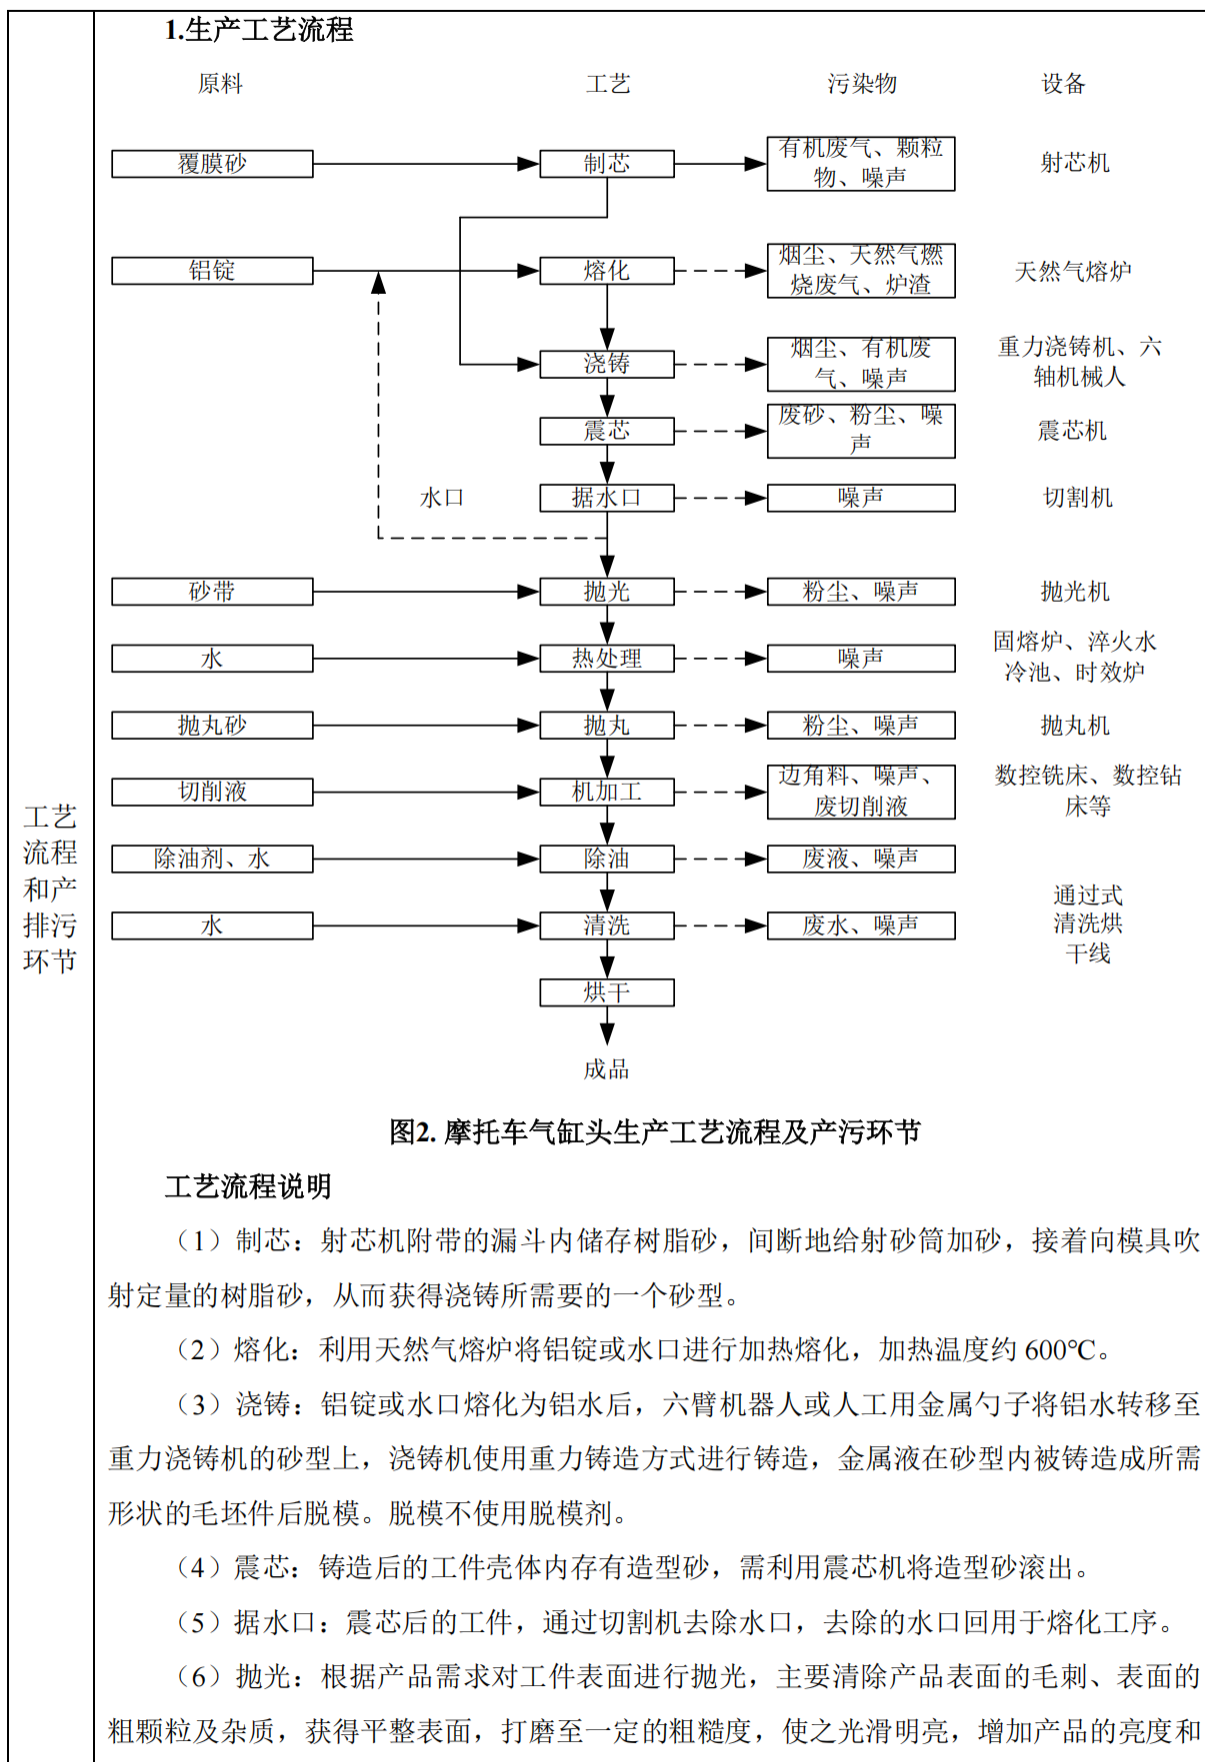 1.生产工艺流程
原料 工艺 污染物 设备
覆膜砂 制芯 有机废气、颗粒
物、噪声 射芯机
铝锭 熔化 烟尘、天然气燃
烧废气、炉渣 天然气熔炉
浇铸 烟尘、有机废
气、噪声 重力浇铸机、六
轴机械人
震芯 废砂、粉尘、噪
声 震芯机
水口 据水口 噪声 切割机
砂带 抛光 粉尘、噪声 抛光机
水 热处理 噪声 固熔炉、淬火水
冷池、时效炉
抛丸砂 抛丸 粉尘、噪声 抛丸机
切削液 机加工 边角料、噪声、
废切削液 数控铣床、数控钻
床等
除油剂、水 除油 废液、噪声
水 清洗 废水、噪声 通过式
清洗烘
干线
烘干
成品
工艺
流程
和产
排污
环节
图2. 摩托车气缸头生产工艺流程及产污环节
工艺流程说明
（1）制芯：射芯机附带的漏斗内储存树脂砂，间断地给射砂筒加砂，接着向模具吹
射定量的树脂砂，从而获得浇铸所需要的一个砂型。
（2）熔化：利用天然气熔炉将铝锭或水口进行加热熔化，加热温度约 600℃。
（3）浇铸：铝锭或水口熔化为铝水后，六臂机器人或人工用金属勺子将铝水转移至
重力浇铸机的砂型上，浇铸机使用重力铸造方式进行铸造，金属液在砂型内被铸造成所需
形状的毛坯件后脱模。脱模不使用脱模剂。
（4）震芯：铸造后的工件壳体内存有造型砂，需利用震芯机将造型砂滚出。
（5）据水口：震芯后的工件，通过切割机去除水口，去除的水口回用于熔化工序。
（6）抛光：根据产品需求对工件表面进行抛光，主要清除产品表面的毛刺、表面的
粗颗粒及杂质，获得平整表面，打磨至一定的粗糙度，使之光滑明亮，增加产品的亮度和